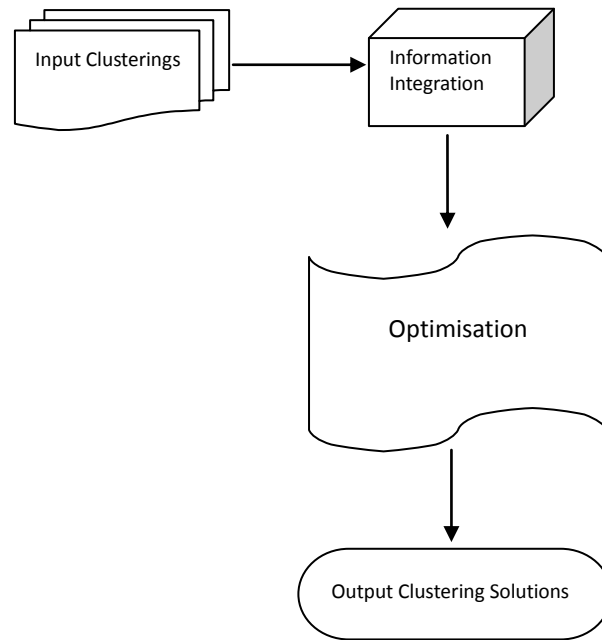 Input Clusterings
Information
Integration
Optimisation
Output Clustering Solutions